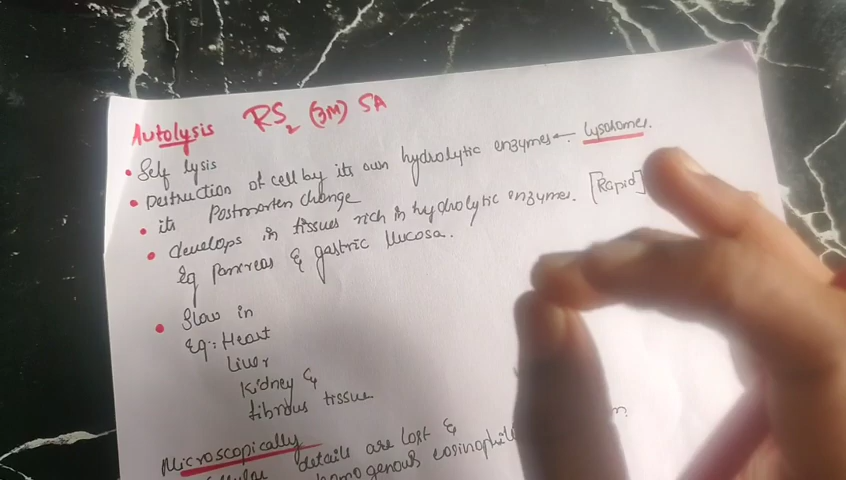 Autolysis RS2 (3M) SA
• Self lysis
• Destruction of cell by its own hydrolytic enzymes ← Lysosomes.
• its Postmorten change
• develops in tissues rich in hydrolytic enzymes. [Rapid]
Eg Pancreas & gastric Mucosa.
• Slow in
Eg:- Heart
Liver
Kidney &
fibrous tissue
Microscopically
details are lost &
homogenous eosinophilic